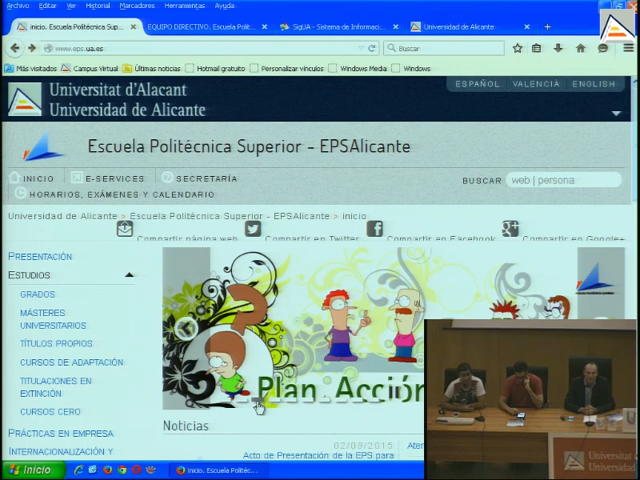 Archivo Editar Ver Historial Marcadores Herramientas Ayuda
inicio. Escuela Politécnica Sup... × EQUIPO DIRECTIVO. Escuela Polit... × SigUA - Sistema de Informaci... × Universidad de Alicante ×
www.eps.ua.es
Buscar
Más visitados Campus Virtual Últimas noticias Hotmail gratuito Personalizar vínculos Windows Media Windows
Universitat d'Alacant
Universidad de Alicante
ESPAÑOL VALENCIÀ ENGLISH
Escuela Politécnica Superior - EPSAlicante
INICIO E-SERVICES SECRETARÍA
HORARIOS, EXÁMENES Y CALENDARIO
BUSCAR web | persona
Universidad de Alicante > Escuela Politécnica Superior - EPSAlicante > inicio
Compartir página web Compartir en Twitter Compartir en Facebook Compartir en Google+
PRESENTACIÓN
ESTUDIOS
GRADOS
MÁSTERES
UNIVERSITARIOS
TÍTULOS PROPIOS
CURSOS DE ADAPTACIÓN
TITULACIONES EN
EXTINCIÓN
CURSOS CERO
PRÁCTICAS EN EMPRESA
INTERNACIONALIZACIÓN Y
Plan Acción
Noticias
02/09/2015
Acto de Presentación de la EPS para
Inicio
inicio. Escuela Politéc...
Universitat
Universidad